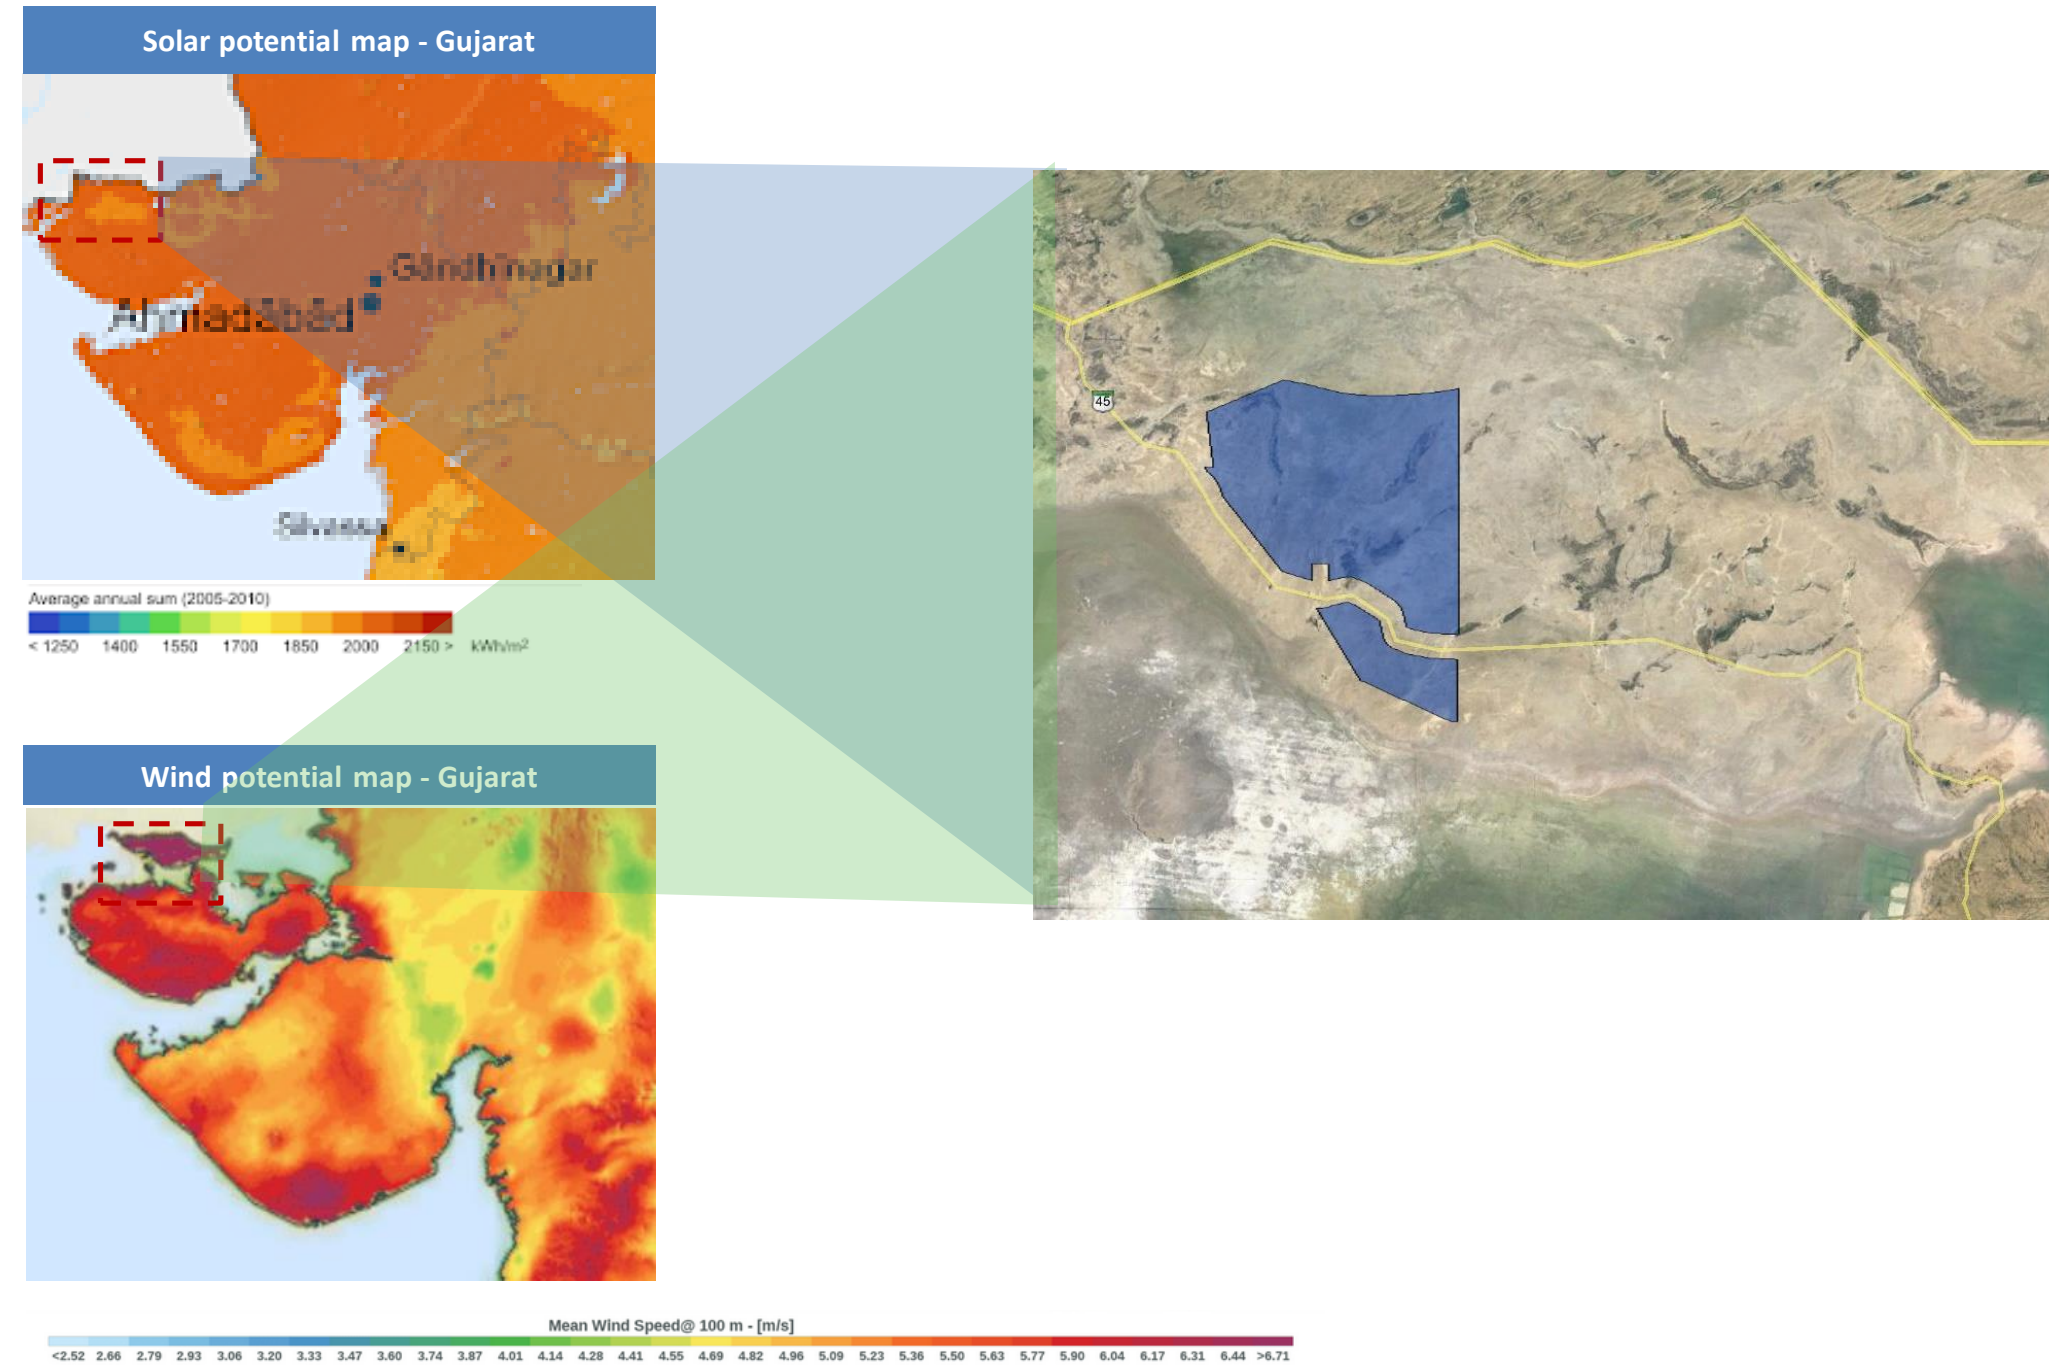 Solar potential map - Gujarat
Gāndhīnagar
Ahmadābād
Silvassa
Average annual sum (2005-2010)
< 1250 1400 1550 1700 1850 2000 2150 > kWh/m²
45
Wind potential map - Gujarat
Mean Wind Speed@ 100 m - [m/s]
<2.52 2.66 2.79 2.93 3.06 3.20 3.33 3.47 3.60 3.74 3.87 4.01 4.14 4.28 4.41 4.55 4.69 4.82 4.96 5.09 5.23 5.36 5.50 5.63 5.77 5.90 6.04 6.17 6.31 6.44 >6.71